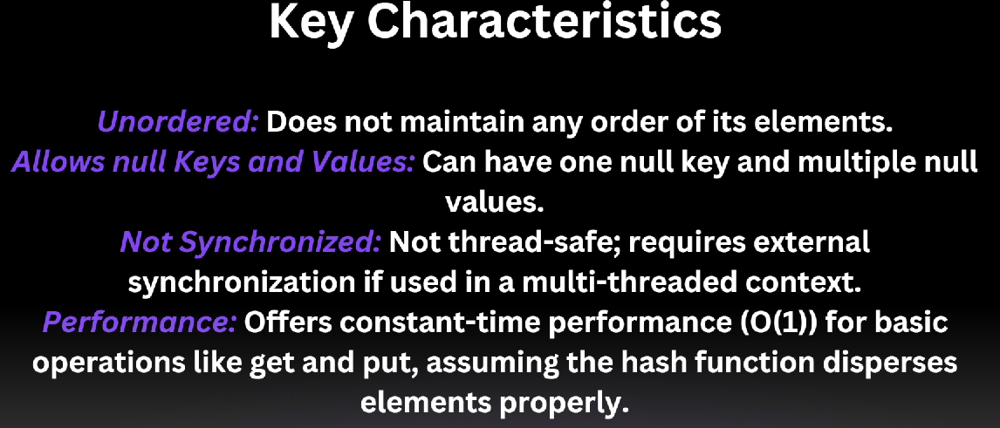 Key Characteristics
Unordered: Does not maintain any order of its elements.
Allows null Keys and Values: Can have one null key and multiple null
values.
Not Synchronized: Not thread-safe; requires external
synchronization if used in a multi-threaded context.
Performance: Offers constant-time performance (O(1)) for basic
operations like get and put, assuming the hash function disperses
elements properly.